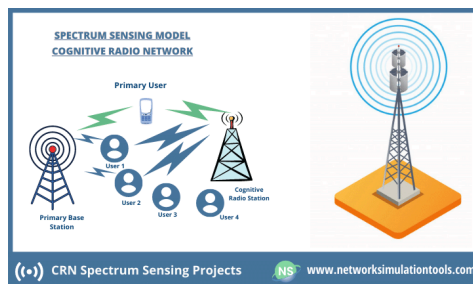 SPECTRUM SENSING MODEL
COGNITIVE RADIO NETWORK
Primary User
User 1
User 2
User 3
User 4
Primary Base
Station
Cognitive
Radio Station
CRN Spectrum Sensing Projects
NS
www.networksimulationtools.com